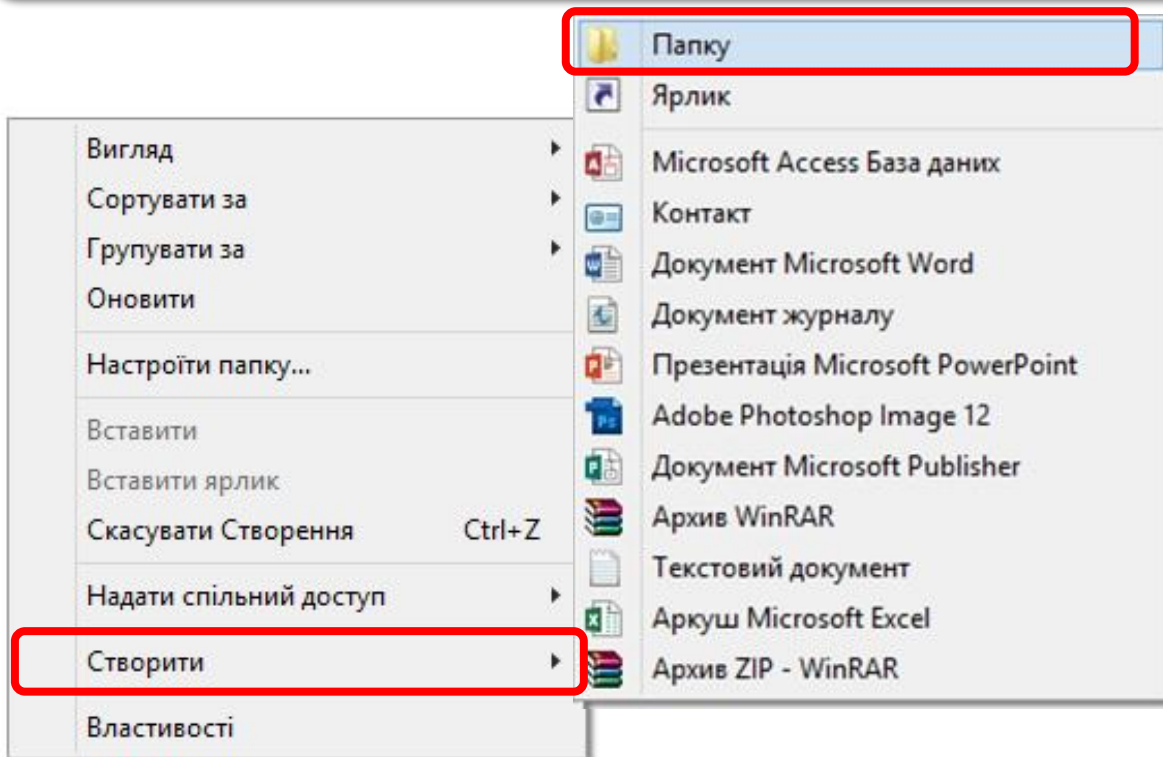 Вигляд
Сортувати за
Групувати за
Оновити
Настроїти папку...
Вставити
Вставити ярлик
Скасувати Створення Ctrl+Z
Надати спільний доступ
Створити
Властивості
Папку
Ярлик
Microsoft Access База даних
Контакт
Документ Microsoft Word
Документ журналу
Презентація Microsoft PowerPoint
Adobe Photoshop Image 12
Документ Microsoft Publisher
Архив WinRAR
Текстовий документ
Аркуш Microsoft Excel
Архив ZIP - WinRAR